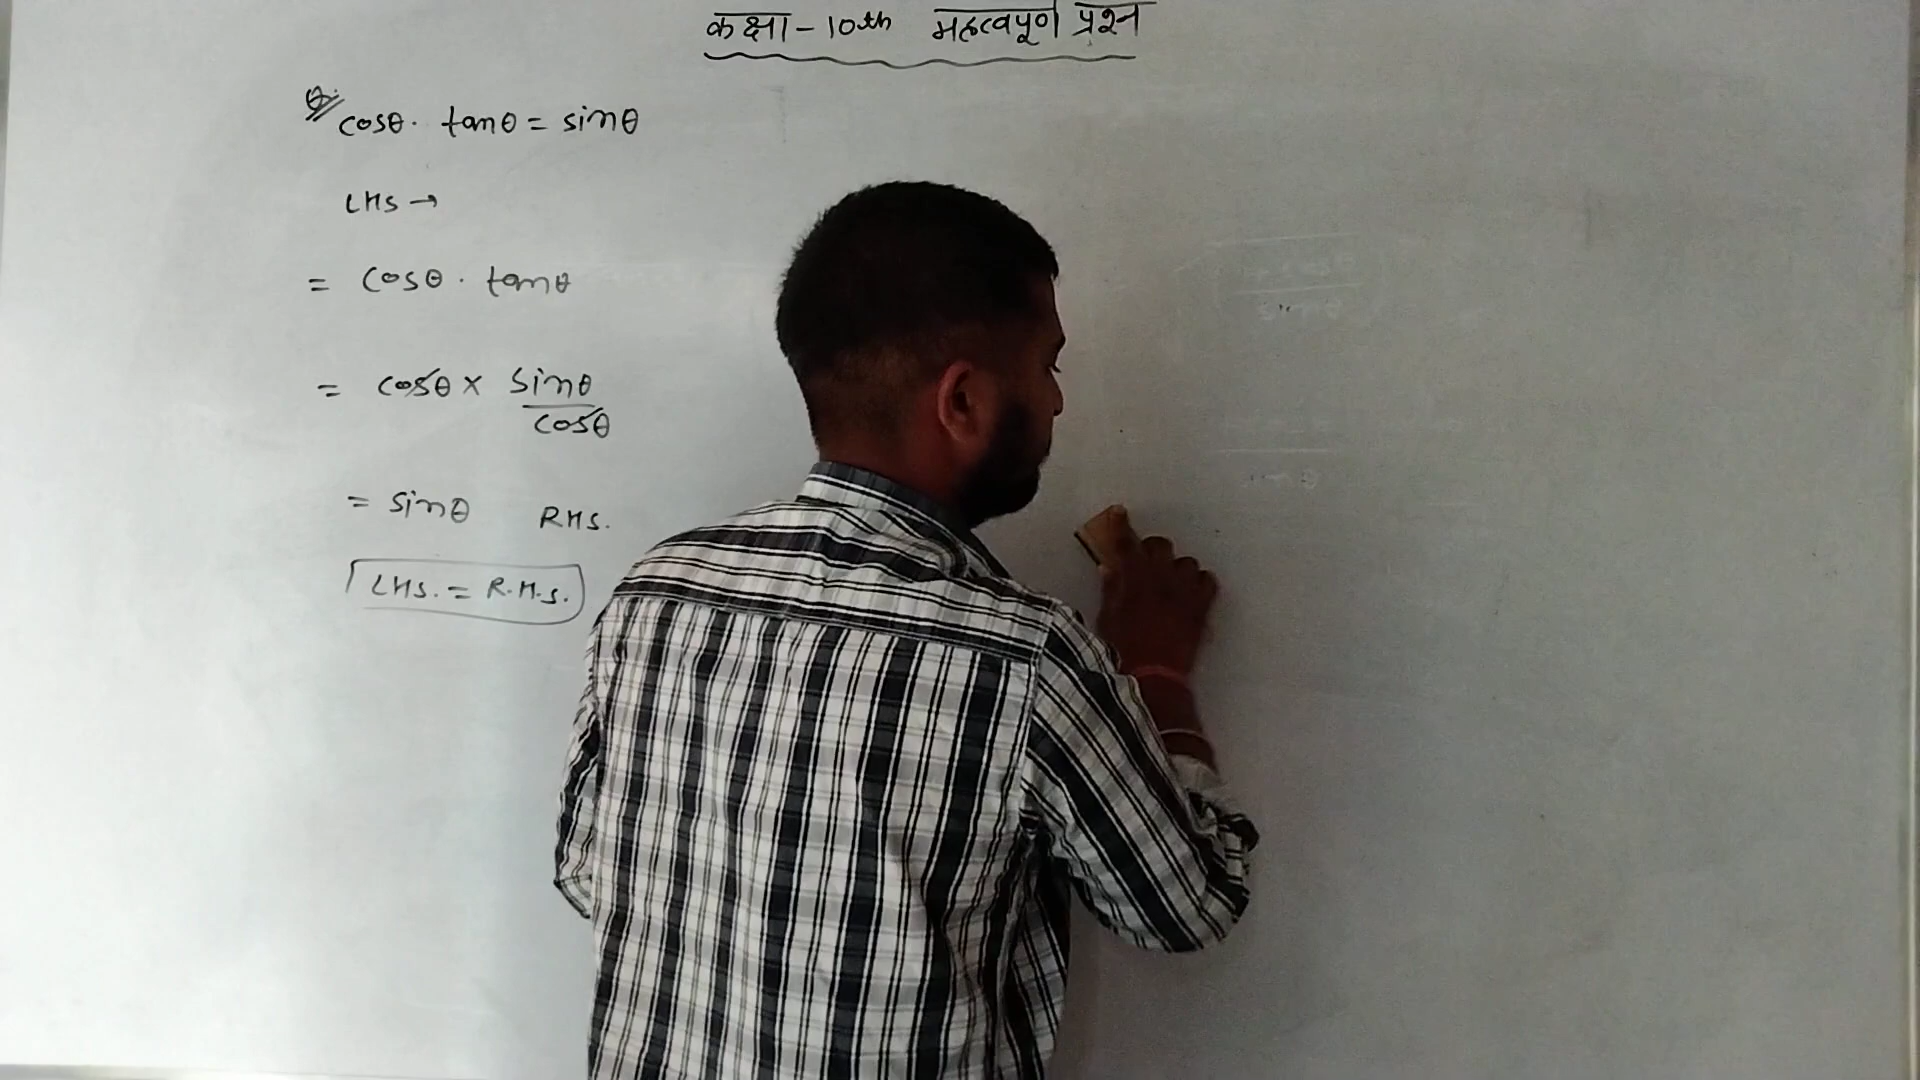 कक्षा - 10th महत्वपूर्ण प्रश्न
Q. cosθ. tanθ = sinθ
LHS →
= cosθ . tanθ
= cosθ × sinθ
cosθ
= sinθ RHS.
LHS. = R.H.S.